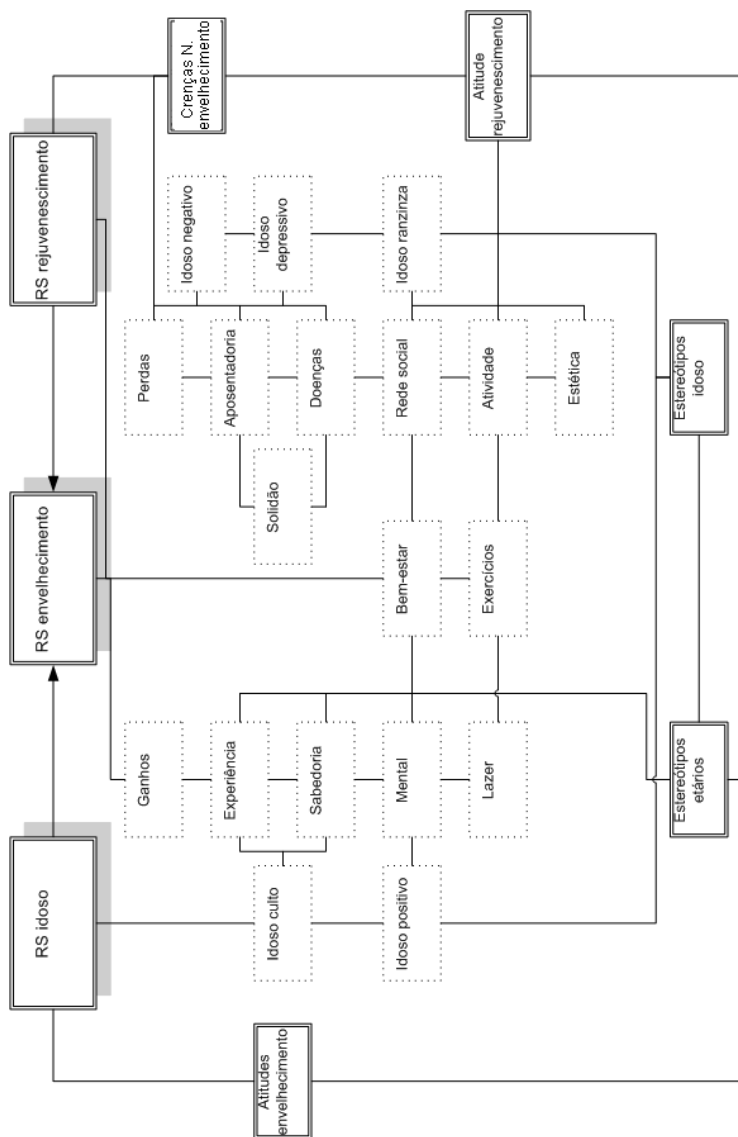 RS idoso
RS envelhecimento
RS rejuvenescimento
Crenças N.
envelhecimento
Ganhos
Perdas
Idoso negativo
Experiência
Aposentadoria
Atitudes
envelhecimento
Idoso culto
Solidão
Idoso
depressivo
Sabedoria
Doenças
Idoso positivo
Mental
Bem-estar
Rede social
Idoso ranzinza
Lazer
Exercícios
Atividade
Atitude
rejuvenescimento
Estética
Estereótipos
etários
Estereótipos
idoso